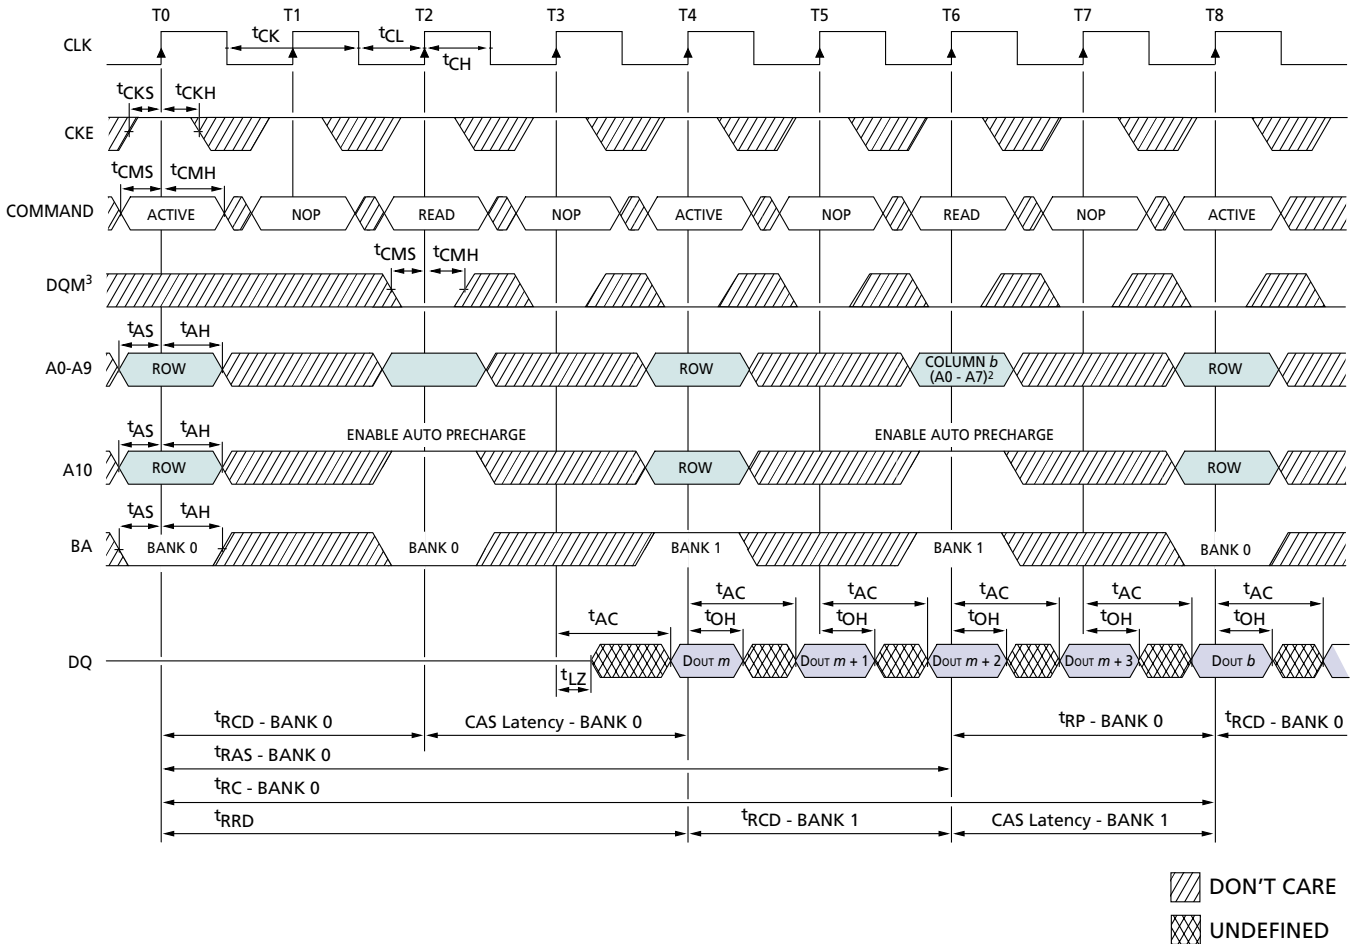 T0 T1 T2 T3 T4 T5 T6 T7 T8
CLK
tCK tCL
tCH
tCKS tCKH
CKE
tCMS tCMH
COMMAND ACTIVE NOP READ NOP ACTIVE NOP READ NOP ACTIVE
tCMS tCMH
DQM3
tAS tAH
A0-A9 ROW ROW COLUMN b ROW
(A0 - A7)2
tAS tAH
ENABLE AUTO PRECHARGE ENABLE AUTO PRECHARGE
A10 ROW ROW ROW
tAS tAH
BA BANK 0 BANK 0 BANK 1 BANK 1 BANK 0
tAC tAC tAC tAC tAC
tAC tOH tOH tOH tOH tOH
DQ DOUT m DOUT m + 1 DOUT m + 2 DOUT m + 3 DOUT b
tLZ
tRCD - BANK 0 CAS Latency - BANK 0 tRP - BANK 0 tRCD - BANK 0
tRAS - BANK 0
tRC - BANK 0
tRRD tRCD - BANK 1 CAS Latency - BANK 1
DON'T CARE
UNDEFINED